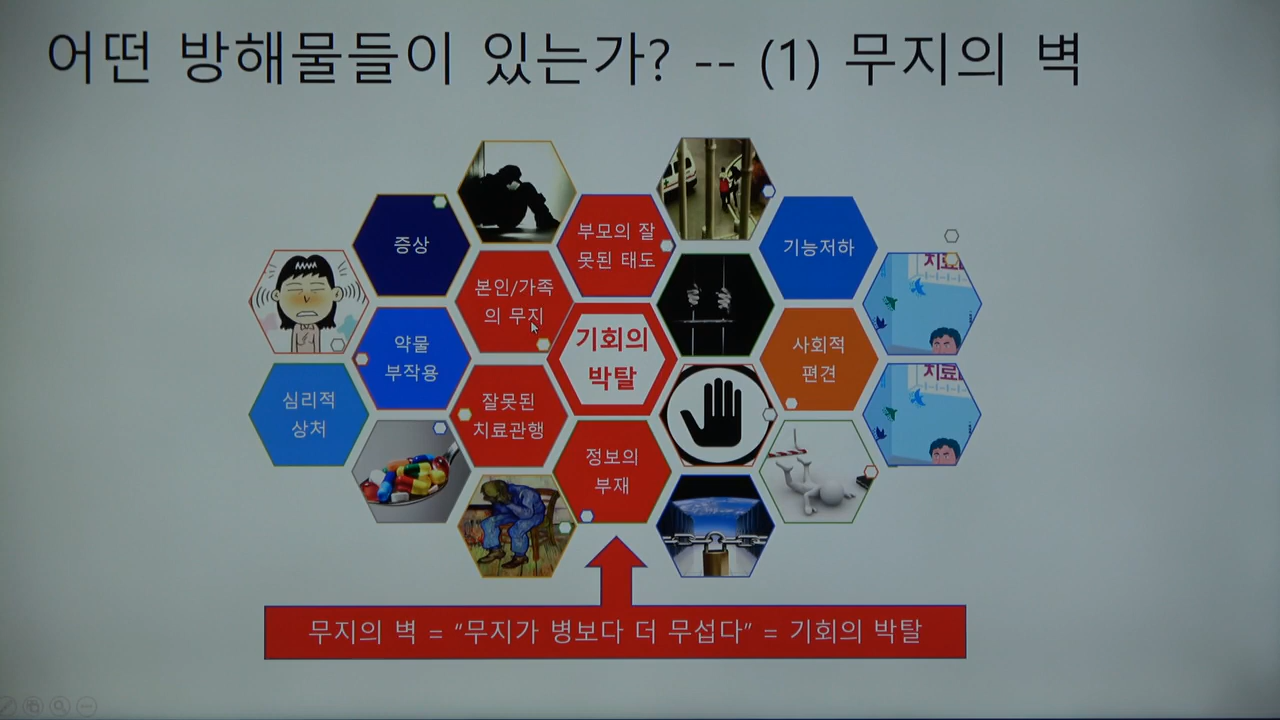 어떤 방해물들이 있는가? -- (1) 무지의 벽
증상
부모의 잘
못된 태도
기능저하
본인/가족
의 무지
약물
부작용
기회의
박탈
사회적
편견
심리적
상처
잘못된
치료관행
정보의
부재
무지의 벽 = “무지가 병보다 더 무섭다” = 기회의 박탈